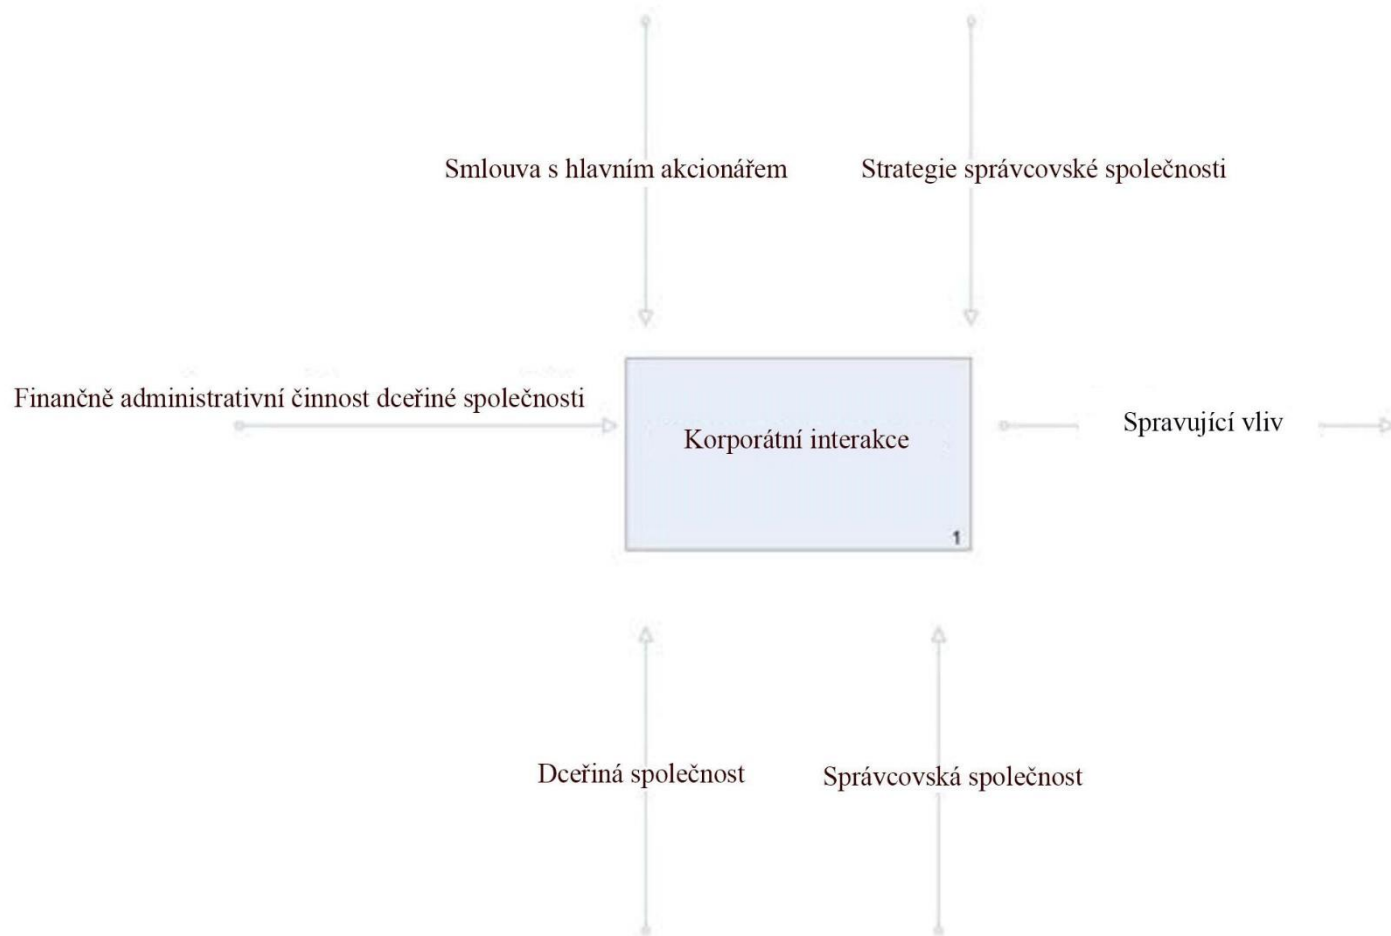 Smlouva s hlavním akcionářem
Strategie správcovské společnosti
Finančně administrativní činnost dceřiné společnosti
Korporátní interakce
1
Spravující vliv
Dceřiná společnost
Správcovská společnost